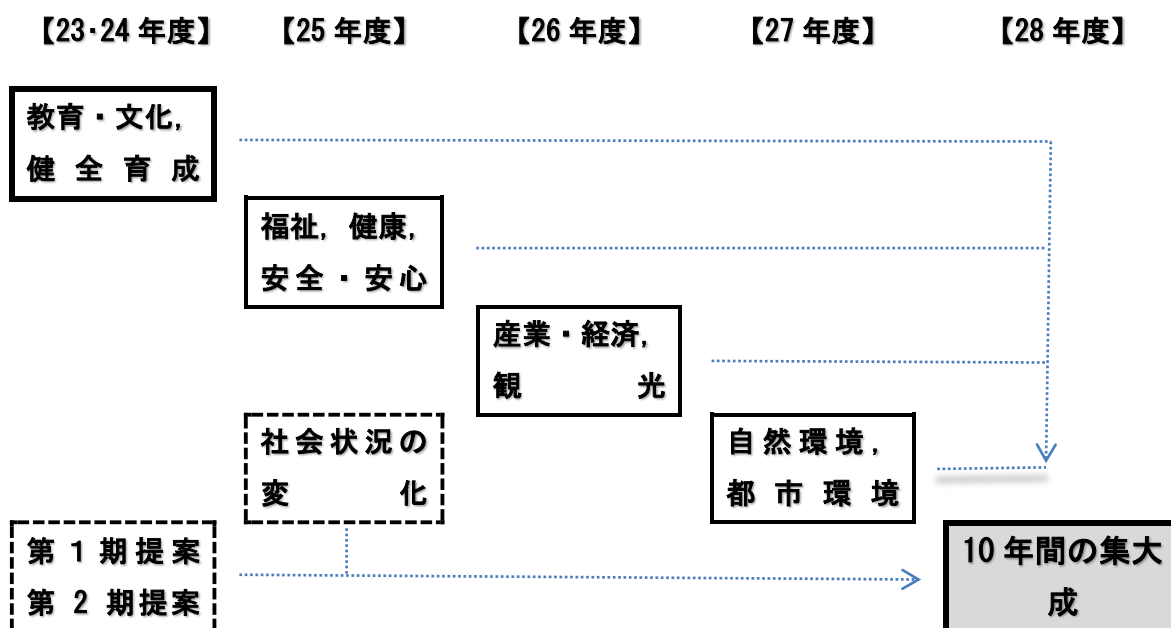 【23・24 年度】 【25 年度】 【26 年度】 【27 年度】 【28 年度】
教育・文化,
健全育成
福祉, 健康,
安全・安心
産業・経済,
観光
社会状況の
変化
自然環境,
都市環境
第1期提案
第2期提案
10 年間の集大
成